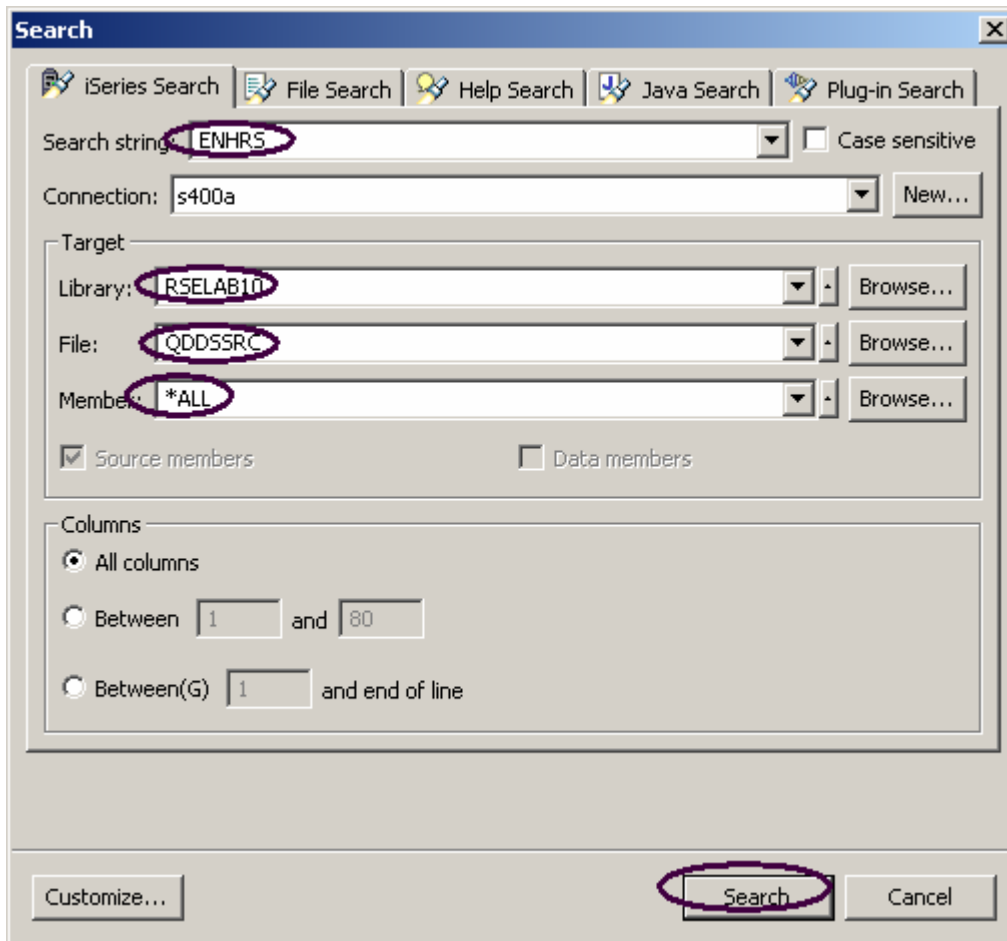 Search
iSeries Search File Search Help Search Java Search Plug-in Search
Search string: ENHRS Case sensitive
Connection: s400a New...
Target
Library: RSELAB10 Browse...
File: QDDSSRC Browse...
Member: *ALL Browse...
Source members Data members
Columns
All columns
Between 1 and 80
Between(G) 1 and end of line
Customize... Search Cancel